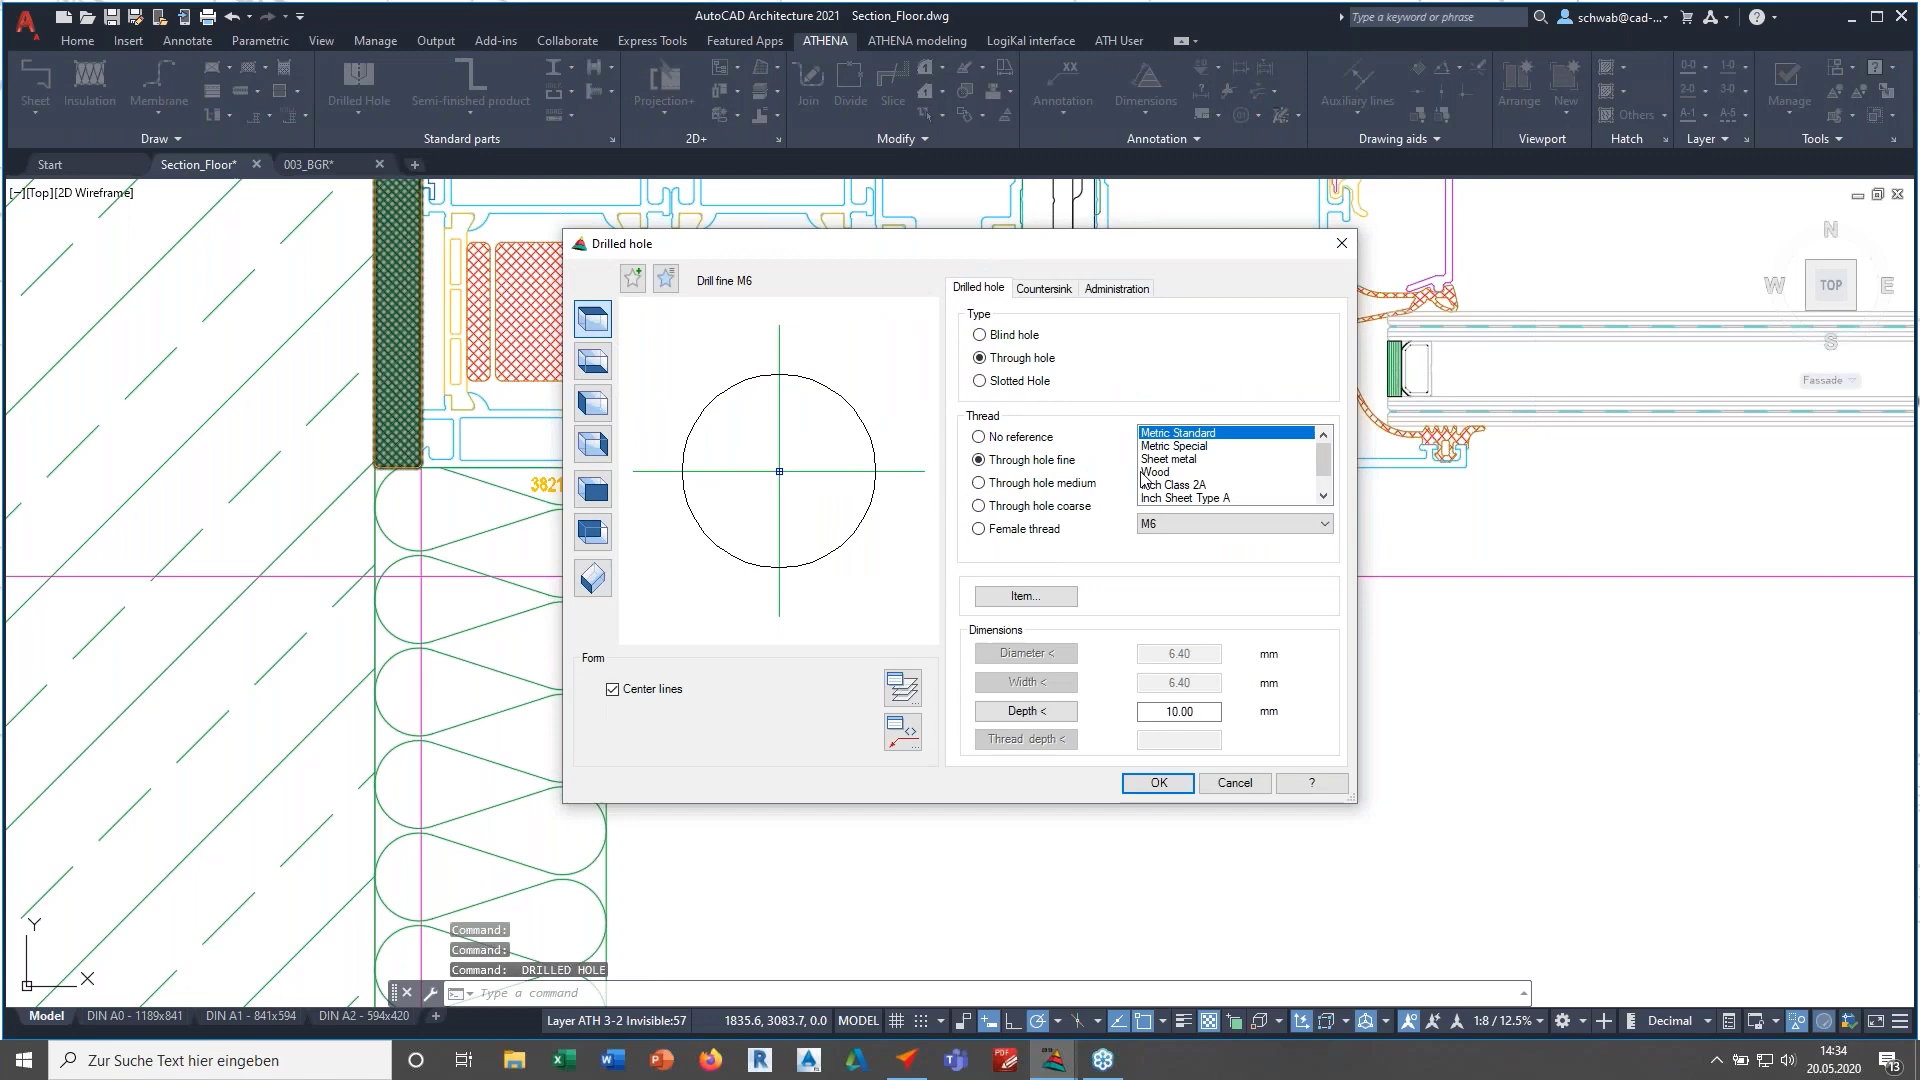 AutoCAD Architecture 2021 Section_Floor.dwg
Type a keyword or phrase
schwab@cad-...
Home Insert Annotate Parametric View Manage Output Add-ins Collaborate Express Tools Featured Apps ATHENA ATHENA modeling LogiKal interface ATH User
Sheet Insulation Membrane Drilled Hole Semi-finished product Projection+ Join Divide Slice Annotation Dimensions Auxiliary lines Arrange New Others Manage
Draw Standard parts 2D+ Modify Annotation Drawing aids Viewport Hatch Layer Tools
Start Section_Floor* 003_BGR*
[−][Top][2D Wireframe]
N
W TOP E
S
Fassade
3821
Drilled hole
Drill fine M6
Drilled hole Countersink Administration
Type
Blind hole
Through hole
Slotted Hole
Thread
No reference
Through hole fine
Through hole medium
Through hole coarse
Female thread
Metric Standard
Metric Special
Sheet metal
Wood
Inch Class 2A
Inch Sheet Type A
M6
Item...
Dimensions
Diameter < 6.40 mm
Width < 6.40 mm
Depth < 10.00 mm
Thread depth <
Form
Center lines
OK Cancel ?
Y
X
Command:
Command:
Command: DRILLED HOLE
Type a command
Model DIN A0 - 1189x841 DIN A1 - 841x594 DIN A2 - 594x420
Layer ATH 3-2 Invisible:57 1835.6, 3083.7, 0.0 MODEL 1:8 / 12.5% Decimal
Zur Suche Text hier eingeben
14:34
20.05.2020
13